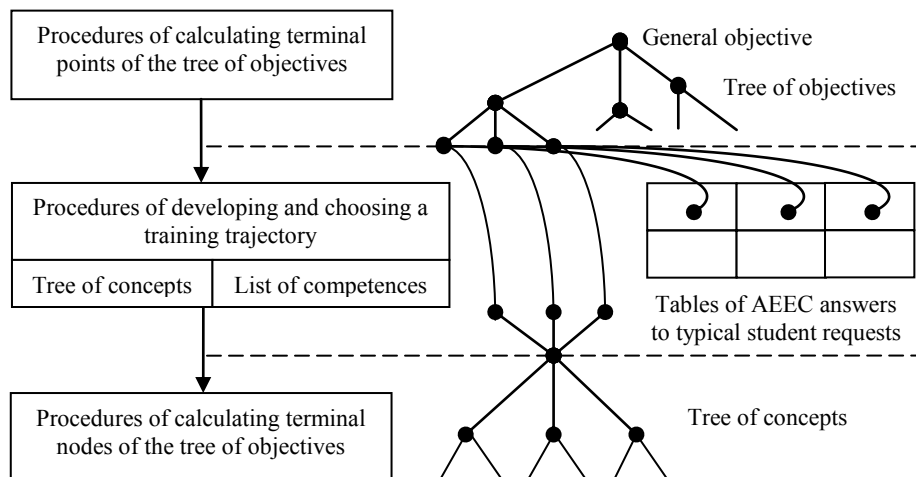 Procedures of calculating terminal
points of the tree of objectives
General objective
Tree of objectives
Procedures of developing and choosing a
training trajectory
Tree of concepts
List of competences
Tables of AEEC answers
to typical student requests
Procedures of calculating terminal
nodes of the tree of objectives
Tree of concepts